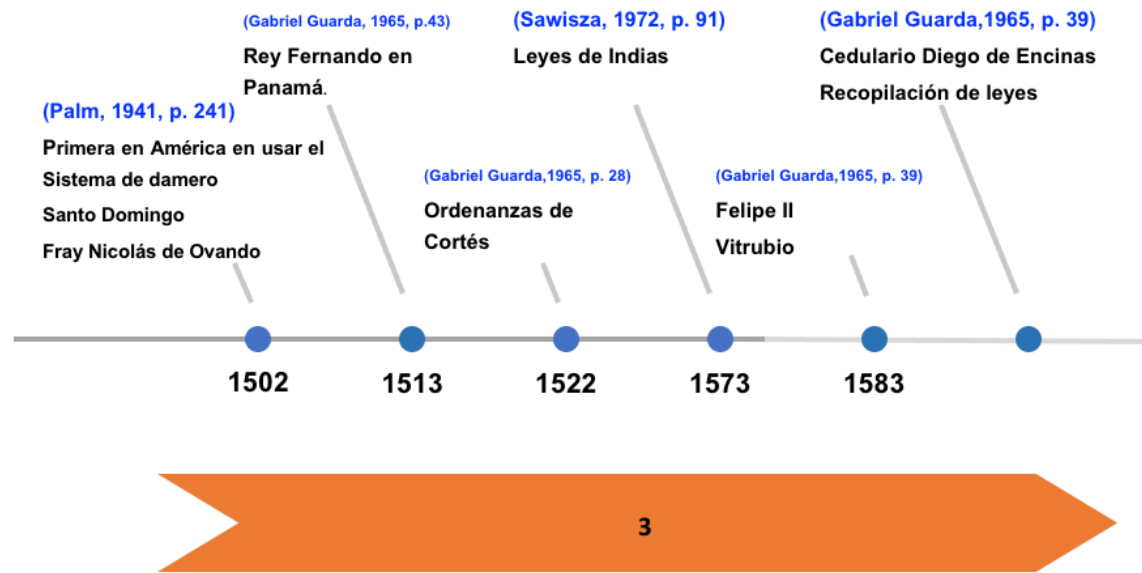 (Palm, 1941, p. 241)
Primera en América en usar el
Sistema de damero
Santo Domingo
Fray Nicolás de Ovando
(Gabriel Guarda, 1965, p.43)
Rey Fernando en
Panamá.
(Gabriel Guarda,1965, p. 28)
Ordenanzas de
Cortés
(Sawisza, 1972, p. 91)
Leyes de Indias
(Gabriel Guarda,1965, p. 39)
Felipe II
Vitrubio
(Gabriel Guarda,1965, p. 39)
Cedulario Diego de Encinas
Recopilación de leyes
1502
1513
1522
1573
1583
3